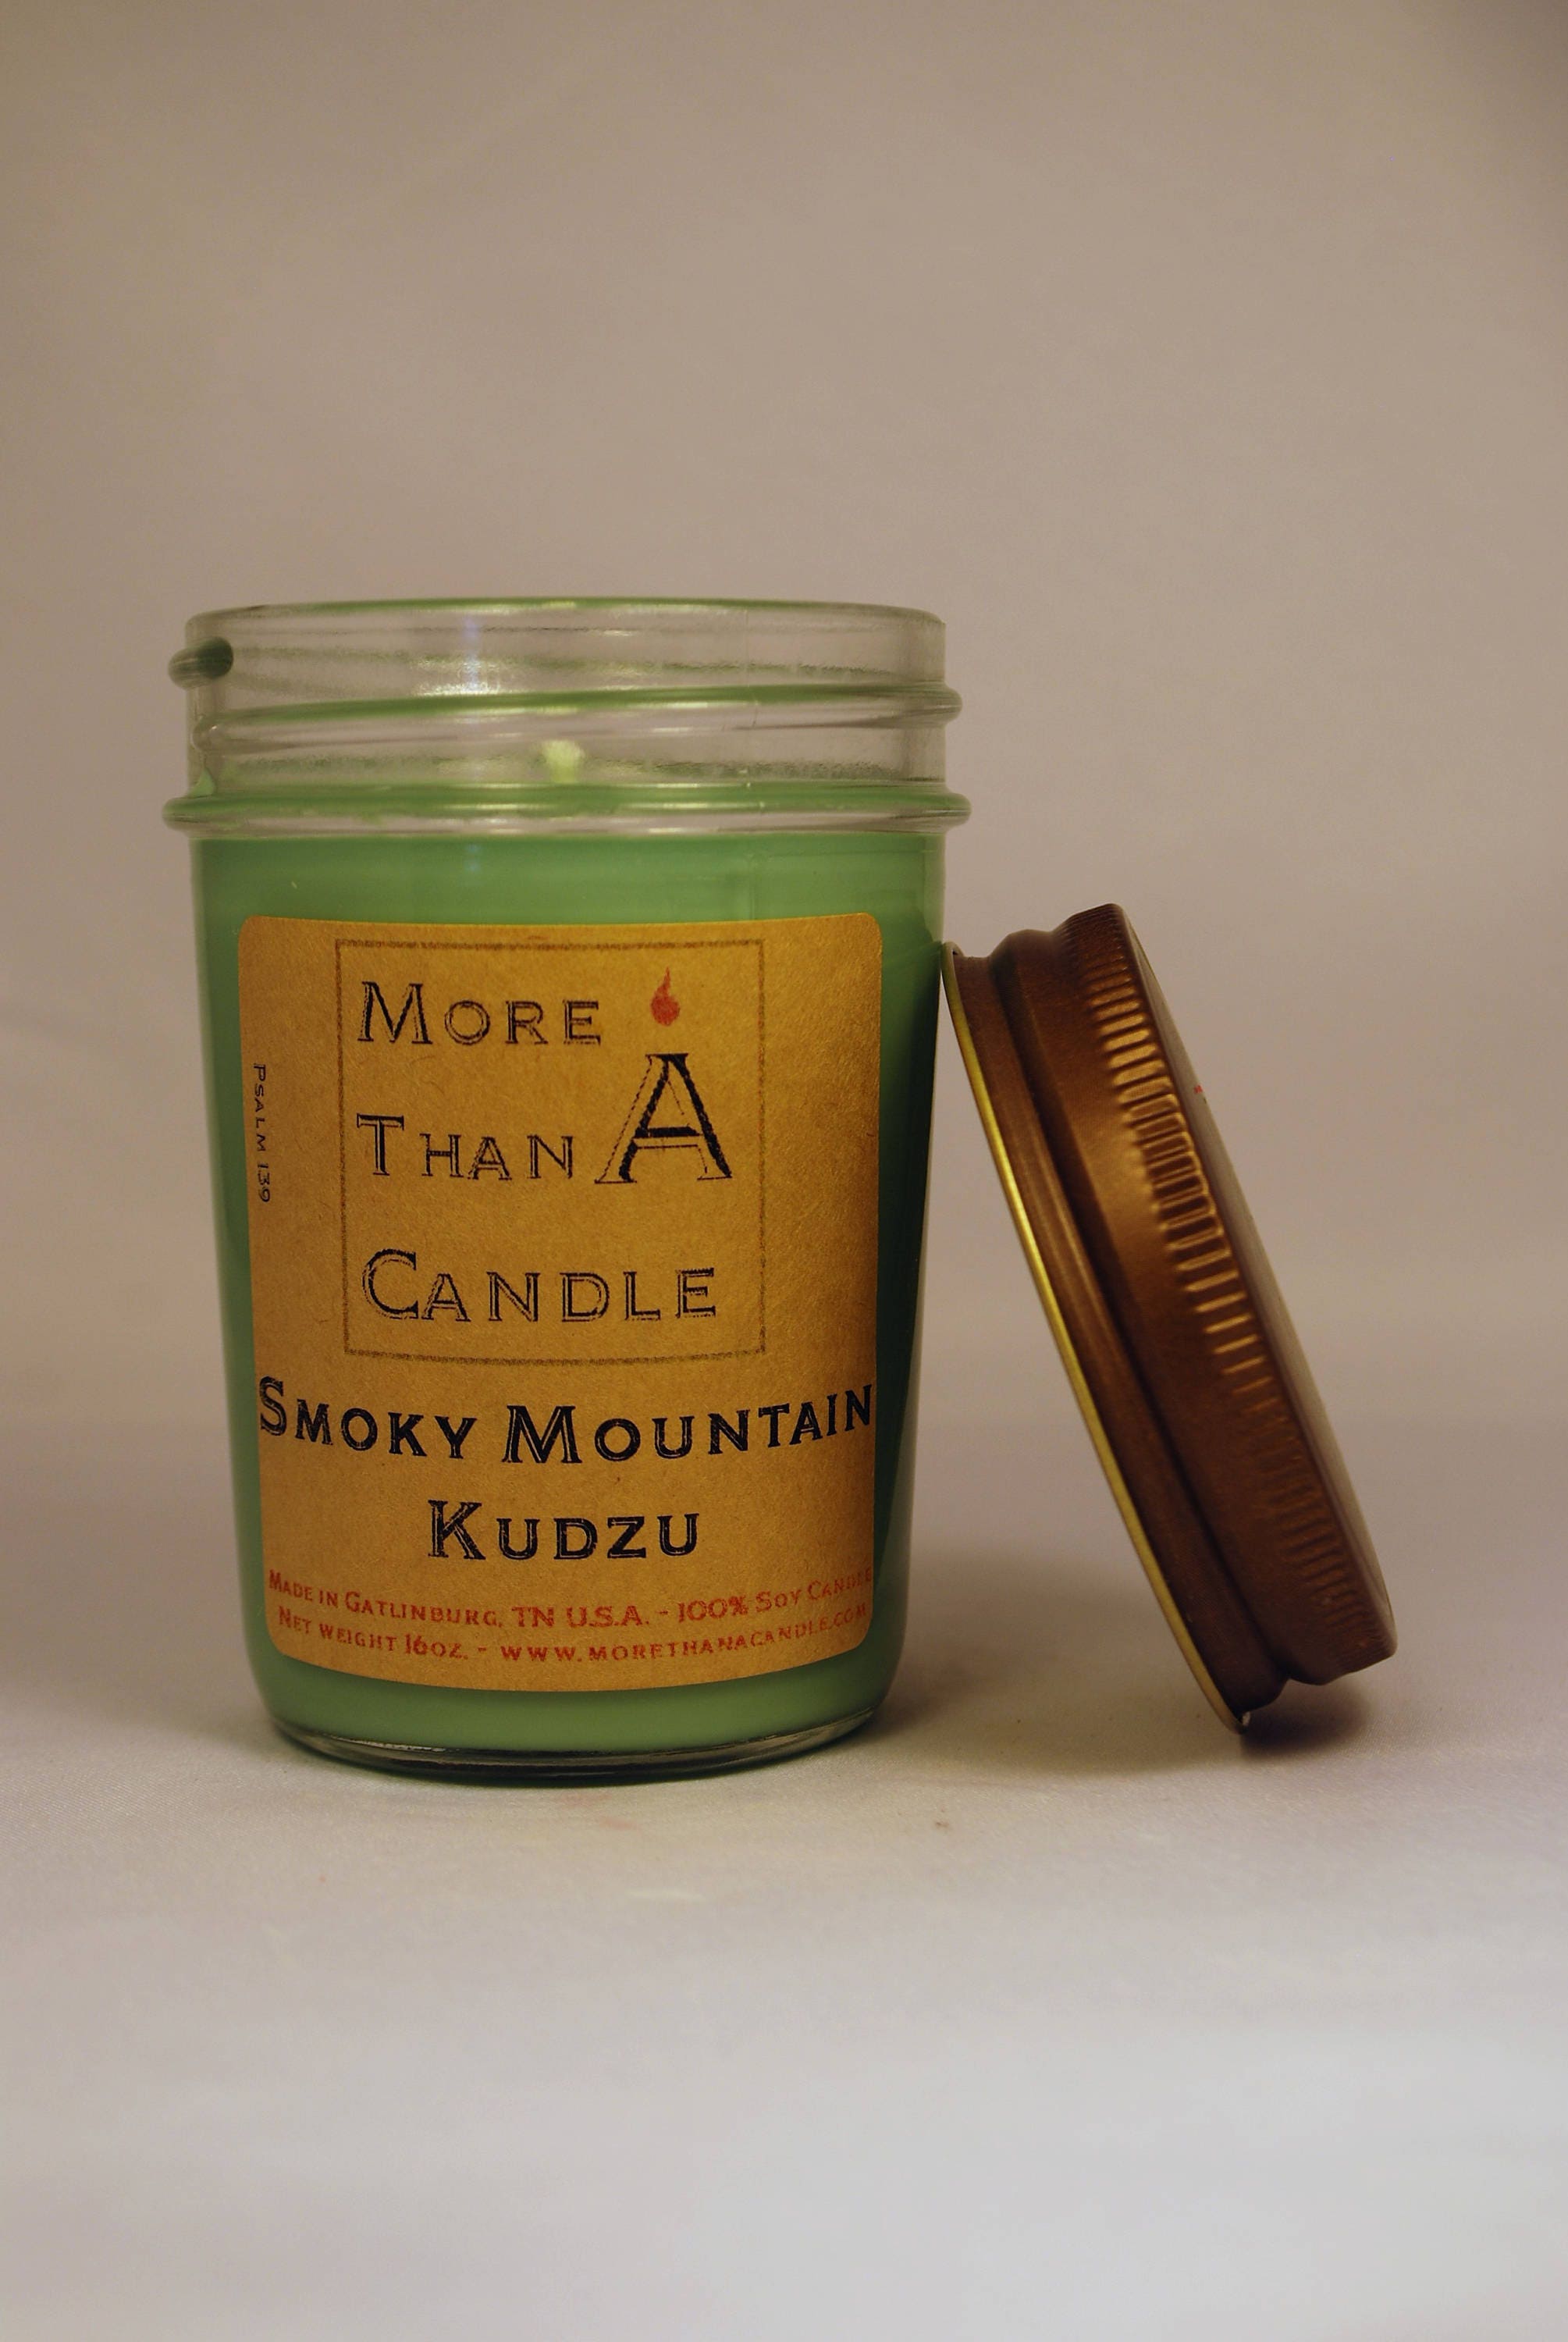 More
Than A
Candle
Psalm 139
Smoky Mountain
Kudzu
Made in Gatlinburg, TN U.S.A. - 100% Soy Candle
Net weight 16oz. - www.morethanacandle.com